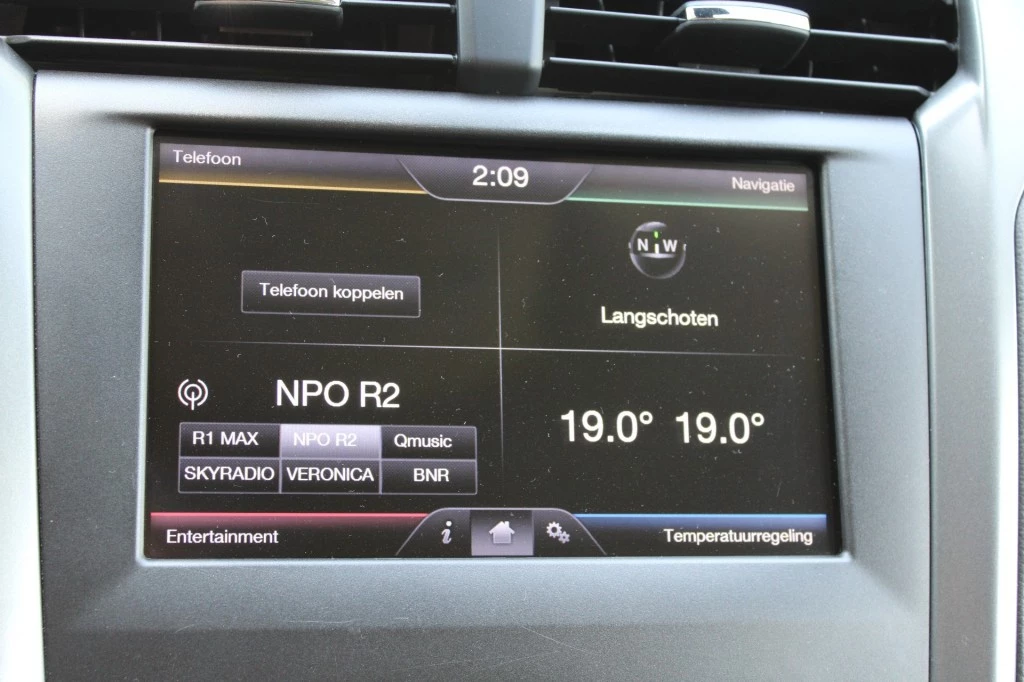 Telefoon
2:09
Navigatie
N W
Telefoon koppelen
Langschoten
NPO R2
R1 MAX NPO R2 Qmusic
SKYRADIO VERONICA BNR
19.0° 19.0°
Entertainment
i
Temperatuurregeling